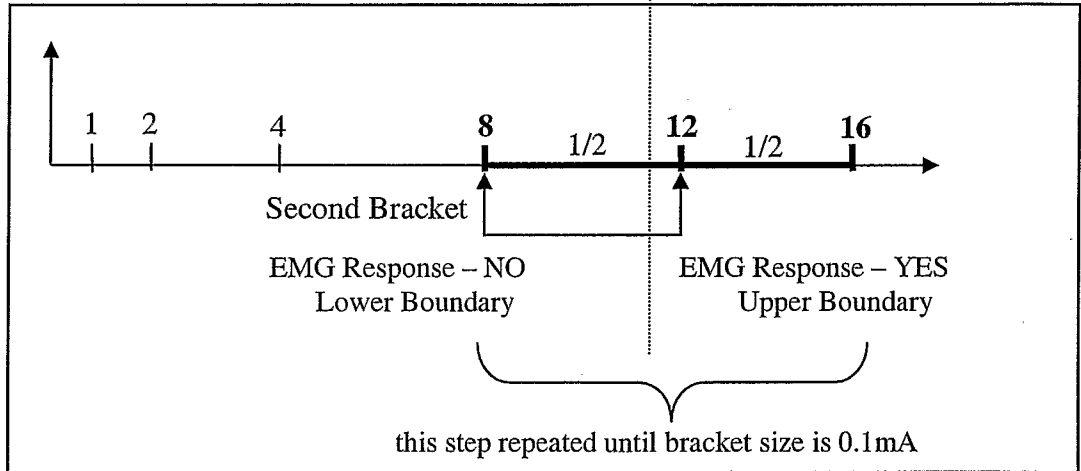 1 2 4 8 1/2 12 1/2 16
Second Bracket
EMG Response – NO
Lower Boundary
EMG Response – YES
Upper Boundary
this step repeated until bracket size is 0.1mA